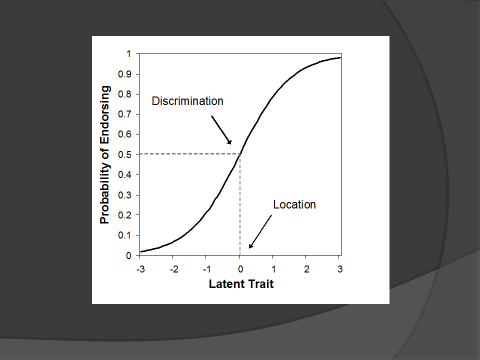 1
0.9
0.8
0.7
0.6
0.5
0.4
0.3
0.2
0.1
0
Probability of Endorsing
Discrimination
Location
-3 -2 -1 0 1 2 3
Latent Trait